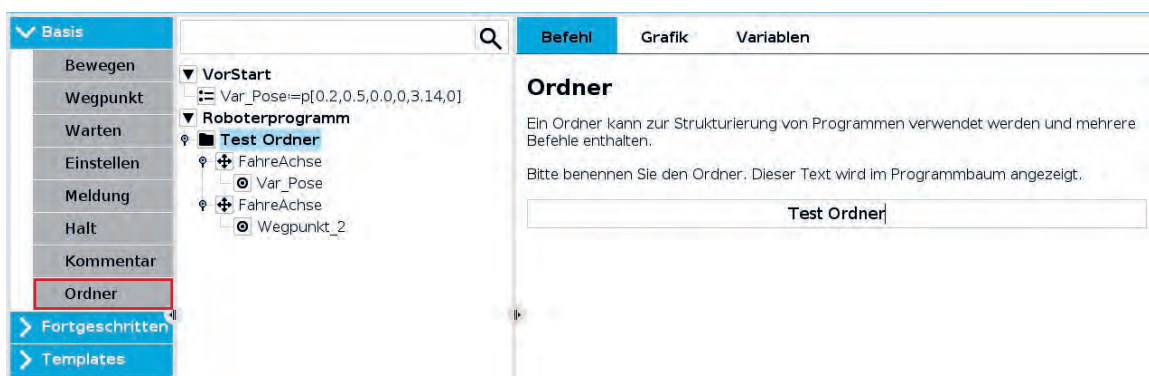 Basis
Bewegen
Wegpunkt
Warten
Einstellen
Meldung
Halt
Kommentar
Ordner
Fortgeschritten
Templates
VorStart
Var_Pose:=p[0.2,0.5,0.0,0,3.14,0]
Roboterprogramm
Test Ordner
FahreAchse
Var_Pose
FahreAchse
Wegpunkt_2
Befehl Grafik Variablen
Ordner
Ein Ordner kann zur Strukturierung von Programmen verwendet werden und mehrere
Befehle enthalten.
Bitte benennen Sie den Ordner. Dieser Text wird im Programmbaum angezeigt.
Test Ordner